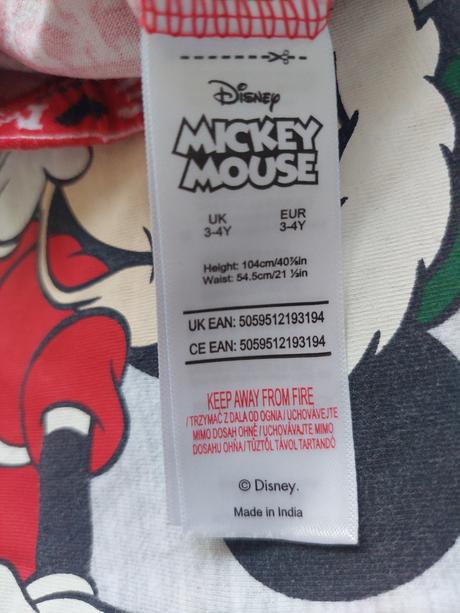 Disney
MICKEY
MOUSE
UK EUR
3-4Y 3-4Y
Height: 104cm/40⅞in
Waist: 54.5cm/21 ½in
UK EAN: 5059512193194
CE EAN: 5059512193194
KEEP AWAY FROM FIRE
/ TRZYMAĆ Z DALA OD OGNIA / UCHOVÁVEJTE
MIMO DOSAH OHNĚ / UCHOVÁVAJTE MIMO
DOSAHU OHŇA / TŰZTŐL TÁVOL TARTANDÓ
© Disney.
Made in India